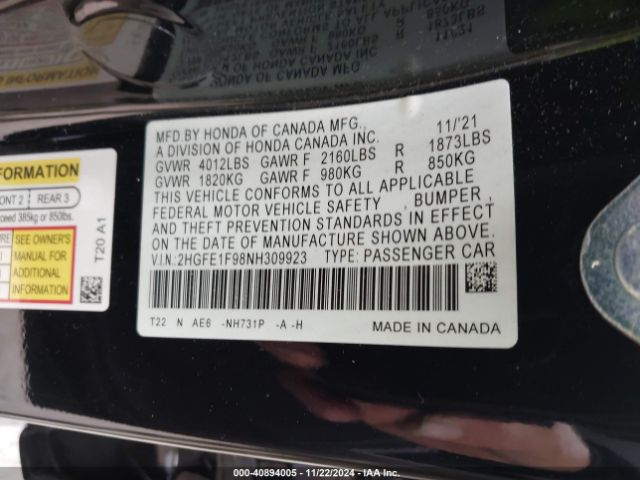 MFD.BY HONDA OF CANADA MFG., 11/'21
A DIVISION OF HONDA CANADA INC.
GVWR 4012LBS GAWR F 2160LBS R 1873LBS
GVWR 1820KG GAWR F 980KG R 850KG
THIS VEHICLE CONFORMS TO ALL APPLICABLE
FEDERAL MOTOR VEHICLE SAFETY , BUMPER ,
AND THEFT PREVENTION STANDARDS IN EFFECT
ON THE DATE OF MANUFACTURE SHOWN ABOVE.
V.I.N.:2HGFE1F98NH309923 TYPE: PASSENGER CAR
T22 N AE6 -NH731P -A -H MADE IN CANADA
FORMATION
ONT 2 REAR 3
ceed 385kg or 850lbs.
SEE OWNER'S
MANUAL FOR
ADDITIONAL
INFORMATION
T20 A1
000-40894005 - 11/22/2024 - IAA Inc.